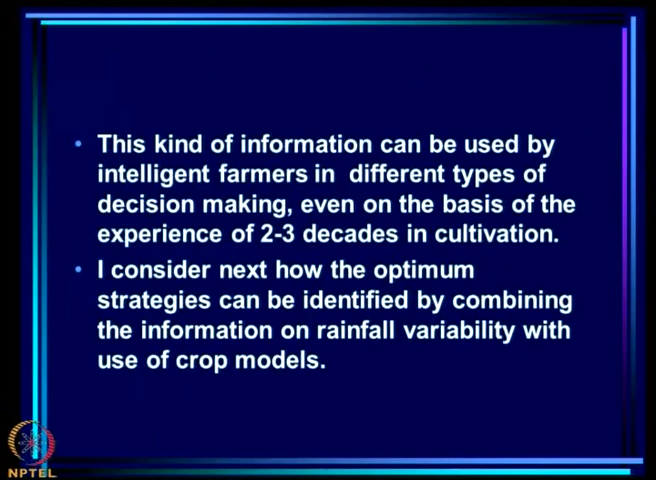 • This kind of information can be used by
intelligent farmers in different types of
decision making, even on the basis of the
experience of 2-3 decades in cultivation.
• I consider next how the optimum
strategies can be identified by combining
the information on rainfall variability with
use of crop models.
NPTEL